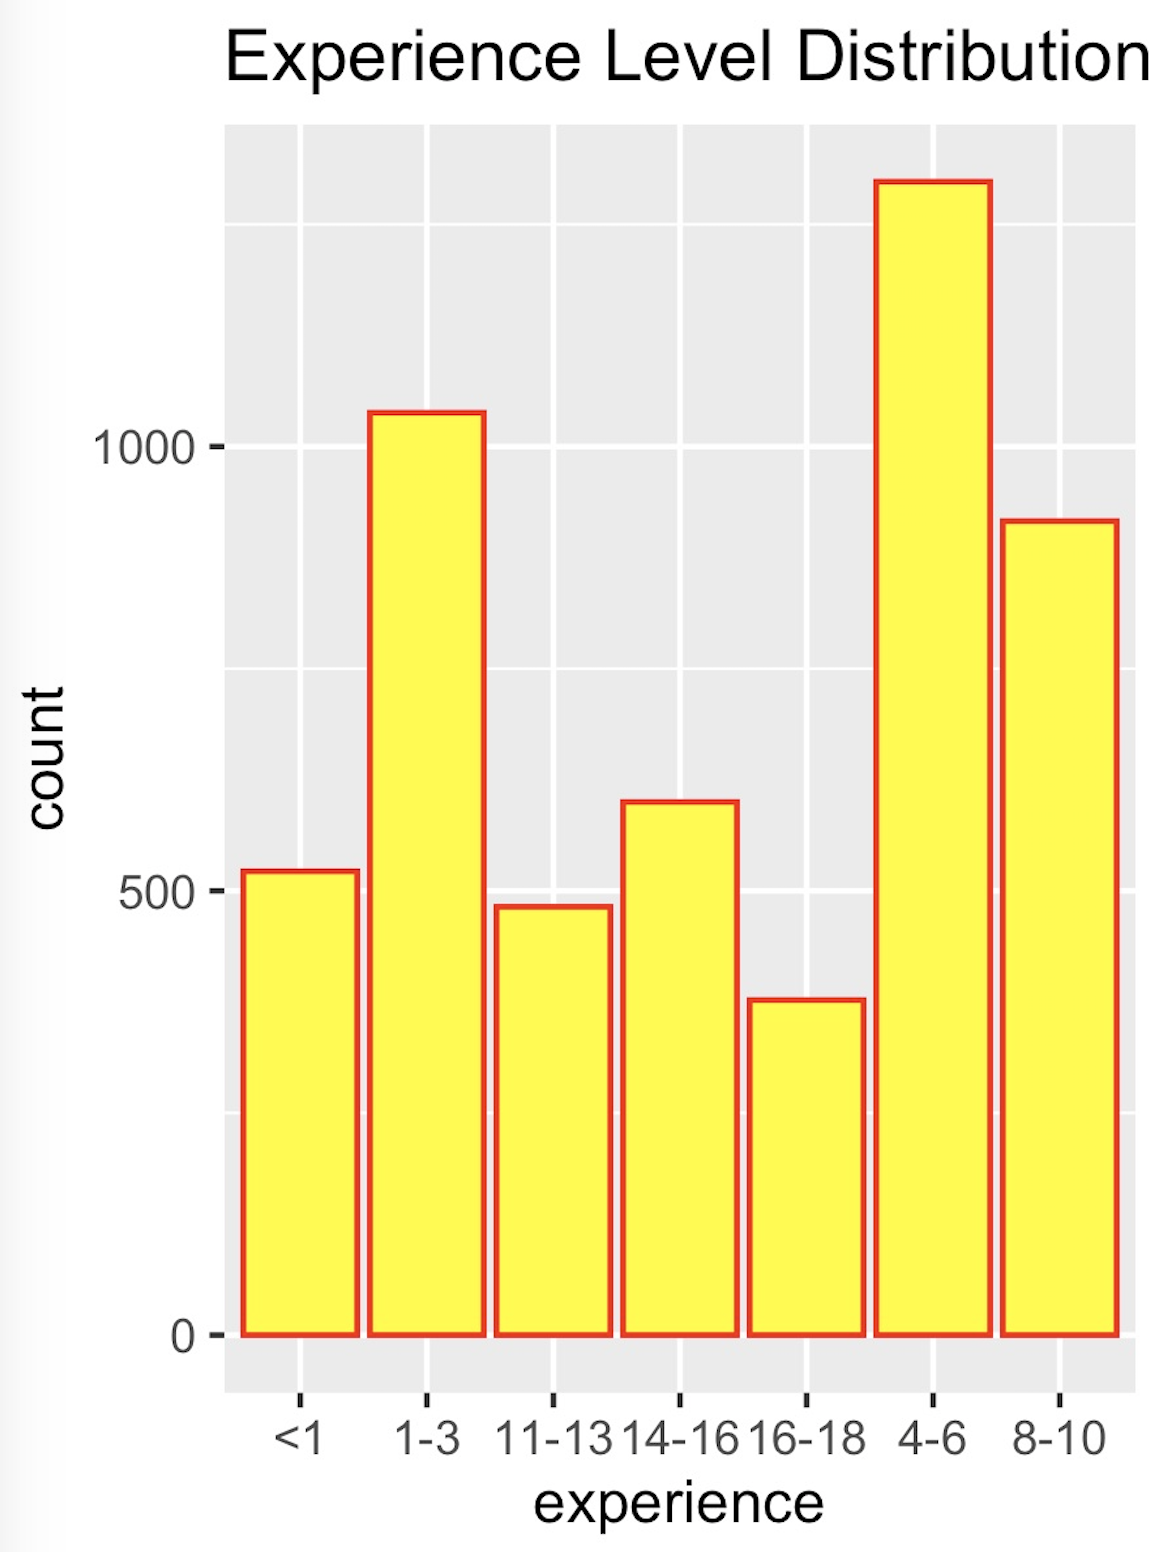 Experience Level Distribution
count
1000
500
0
<1 1-3 11-13 14-16 16-18 4-6 8-10
experience